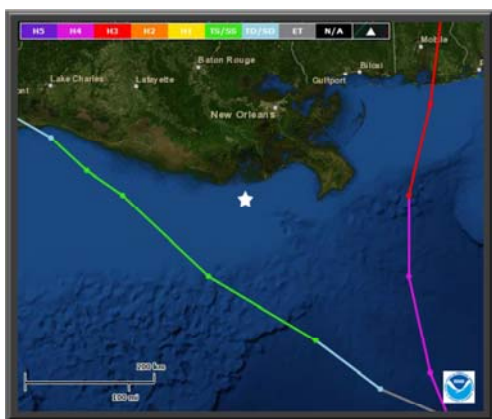 H5 H4 H3 H2 H1 TS/SS TD/SD ET N/A
Mobile
Baton Rouge
Biloxi
Lake Charles
Lafayette
Gulfport
New Orleans
200 km
100 mi